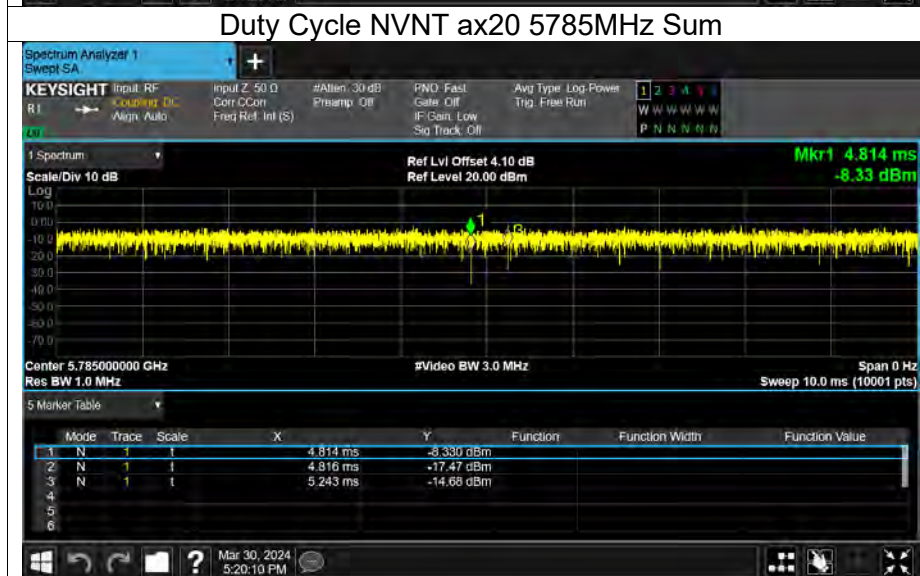 Duty Cycle NVNT ax20 5785MHz Sum
Spectrum Analyzer 1
Swept SA
+
KEYSIGHT Input: RF Input Z: 50 Ω #Atten: 30 dB PNO: Fast Avg Type: Log-Power 1 2 3 4 5 6
R L Coupling: DC Corr CCorr Preamp: Off Gate: Off Trig: Free Run W W W W W W
Align: Auto Freq Ref: Int (S) IF Gain: Low
LXI Sig Track: Off P N N N N N
1 Spectrum
Ref Lvl Offset 4.10 dB Mkr1 4.814 ms
Scale/Div 10 dB Ref Level 20.00 dBm -8.33 dBm
Log
10.0
0.00
-10.0
-20.0
-30.0
-40.0
-50.0
-60.0
-70.0
1
3
Center 5.785000000 GHz #Video BW 3.0 MHz Span 0 Hz
Res BW 1.0 MHz Sweep 10.0 ms (10001 pts)
5 Marker Table
Mode Trace Scale X Y Function Function Width Function Value
1 N 1 t 4.814 ms -8.330 dBm
2 N 1 t 4.816 ms -17.47 dBm
3 N 1 t 5.243 ms -14.68 dBm
4
5
6
? Mar 30, 2024
5:20:10 PM